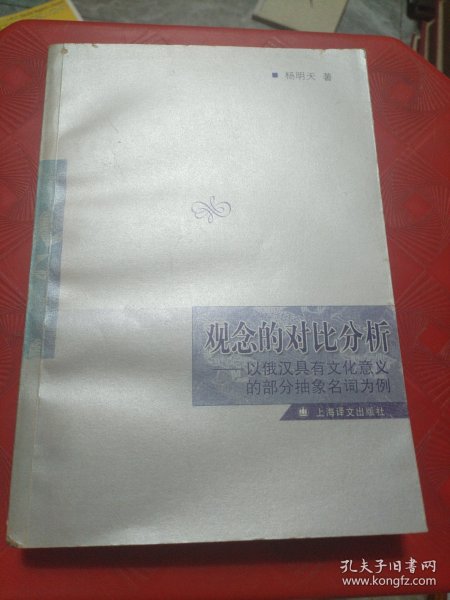 杨明天 著
观念的对比分析
——以俄汉具有文化意义
的部分抽象名词为例
上海译文出版社
孔夫子旧书网
www.kongfz.com